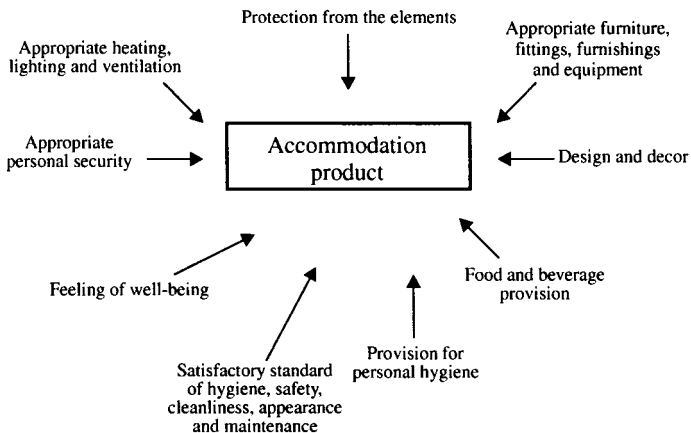 Protection from the elements
Appropriate heating,
lighting and ventilation
Appropriate furniture,
fittings, furnishings
and equipment
Appropriate
personal security
Accommodation
product
Design and decor
Feeling of well-being
Food and beverage
provision
Satisfactory standard
of hygiene, safety,
cleanliness, appearance
and maintenance
Provision for
personal hygiene